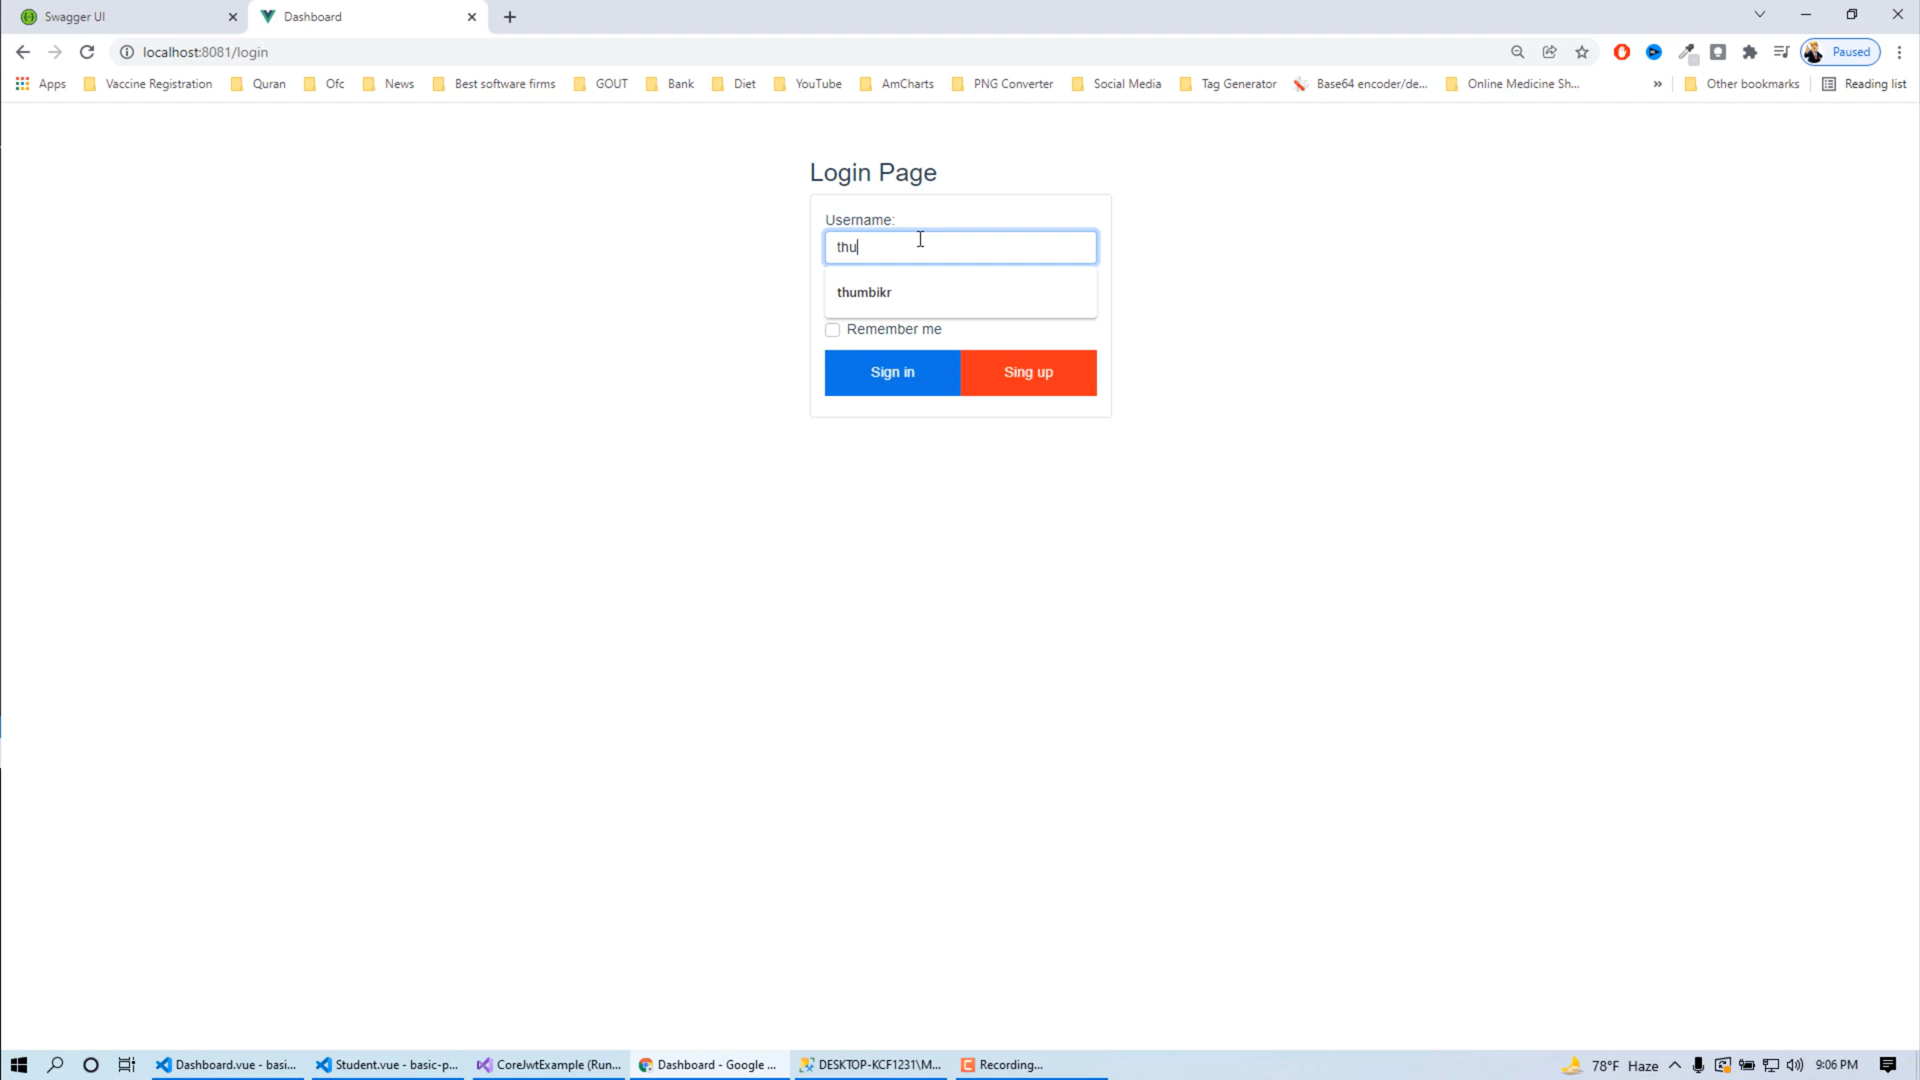 Swagger UI
Dashboard
localhost:8081/login
Paused
Apps
Vaccine Registration
Quran
Ofc
News
Best software firms
GOUT
Bank
Diet
YouTube
AmCharts
PNG Converter
Social Media
Tag Generator
Base64 encoder/de...
Online Medicine Sh...
»
Other bookmarks
Reading list
Login Page
Username:
thu
thumbikr
Remember me
Sign in
Sing up
Dashboard.vue - basi...
Student.vue - basic-p...
CoreJwtExample (Run...
Dashboard - Google ...
DESKTOP-KCF1231\M...
Recording...
78°F Haze
9:06 PM